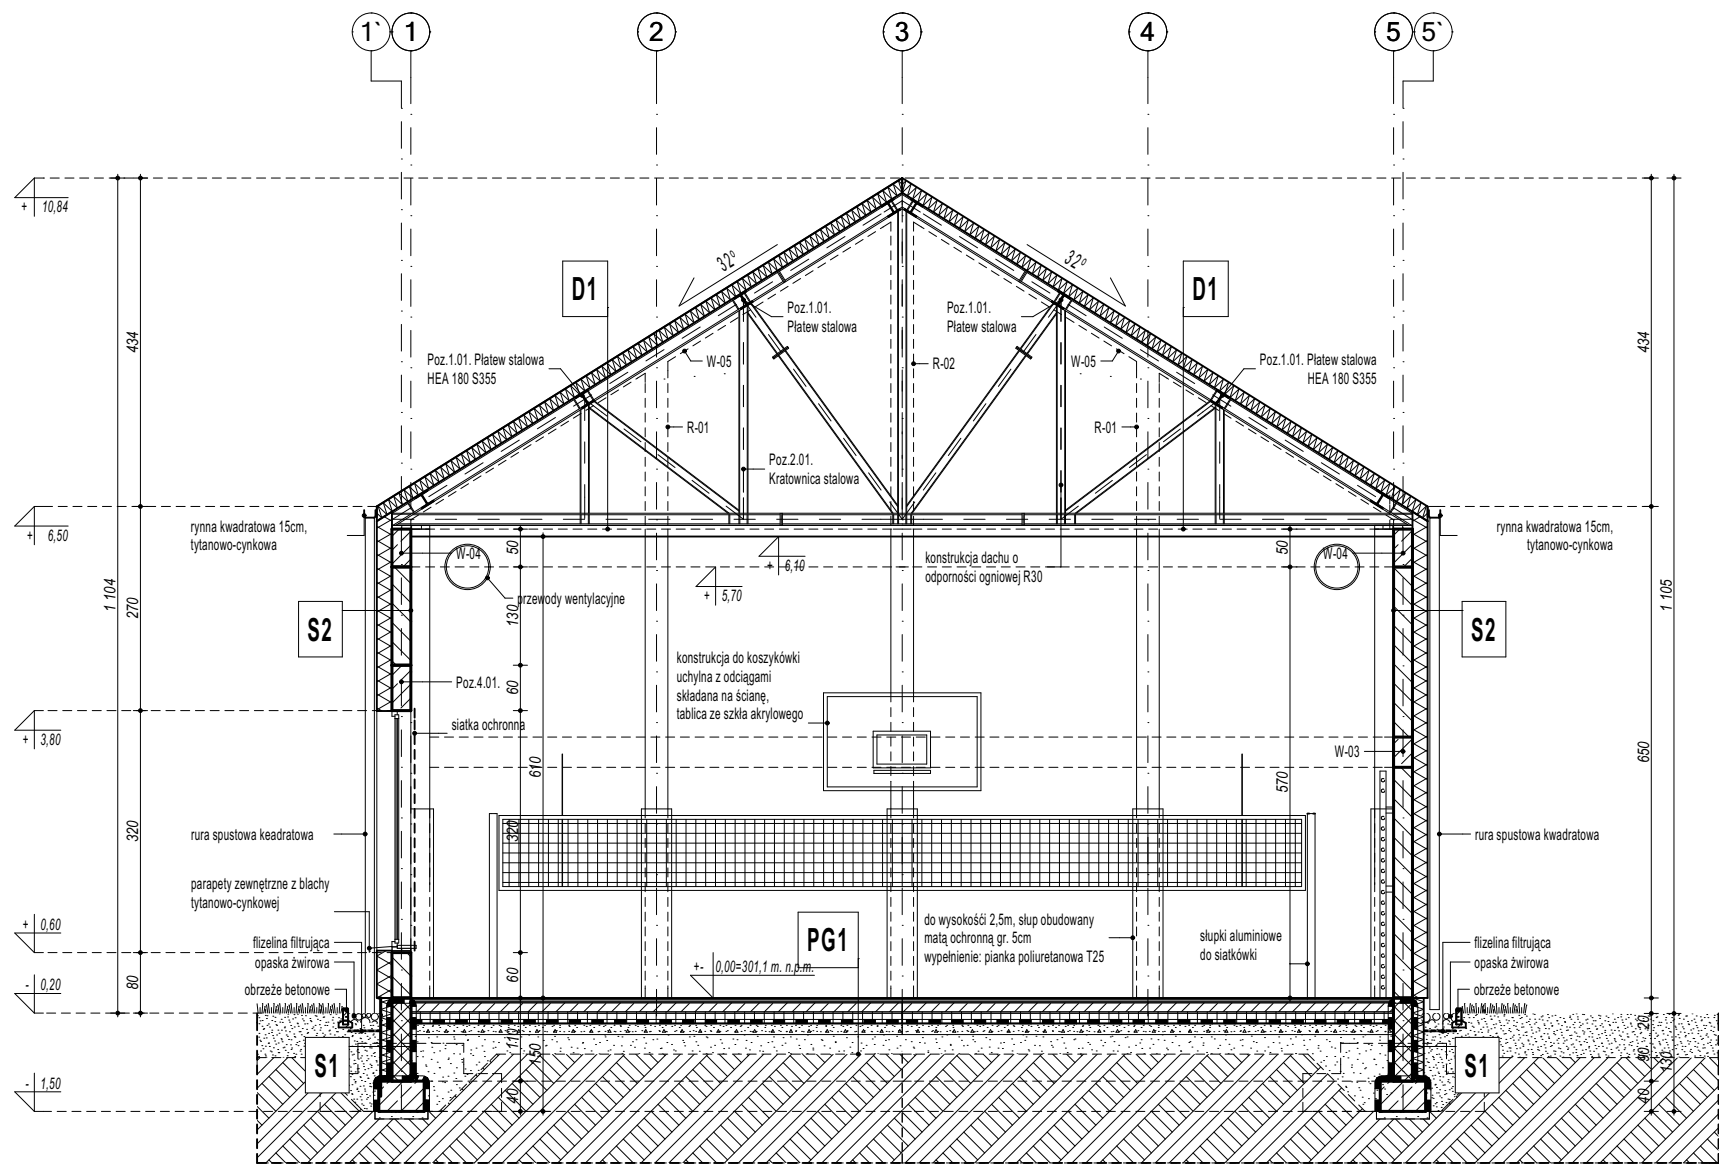 1` 1 2 3 4 5 5`
+ 10,84
32⁰
32⁰
D1
D1
Poz.1.01.
Płatew stalowa
Poz.1.01.
Płatew stalowa
434
434
Poz.1.01. Płatew stalowa
HEA 180 S355
W-05
R-02
W-05
Poz.1.01. Płatew stalowa
HEA 180 S355
R-01
R-01
Poz.2.01.
Kratownica stalowa
+ 6,50
rynna kwadratowa 15cm,
tytanowo-cynkowa
rynna kwadratowa 15cm,
tytanowo-cynkowa
W-04
50
+ 6,10
konstrukcja dachu o
odporności ogniowej R30
50
W-04
+ 5,70
przewody wentylacyjne
1 104
270
130
1 105
S2
S2
konstrukcja do koszykówki
uchylna z odciągami
składana na ścianę,
tablica ze szkła akrylowego
Poz.4.01.
60
siatka ochronna
+ 3,80
W-03
610
570
650
320
320
rura spustowa keadratowa
rura spustowa kwadratowa
parapety zewnętrzne z blachy
tytanowo-cynkowej
+ 0,60
PG1
do wysokośći 2,5m, słup obudowany
matą ochronną gr. 5cm
wypełnienie: pianka poliuretanowa T25
słupki aluminiowe
do siatkówki
flizelina filtrująca
opaska żwirowa
obrzeże betonowe
flizelina filtrująca
opaska żwirowa
obrzeże betonowe
+- 0,00=301,1 m. n.p.m.
60
80
- 0,20
20
110
150
90
130
S1
S1
- 1,50
40
40